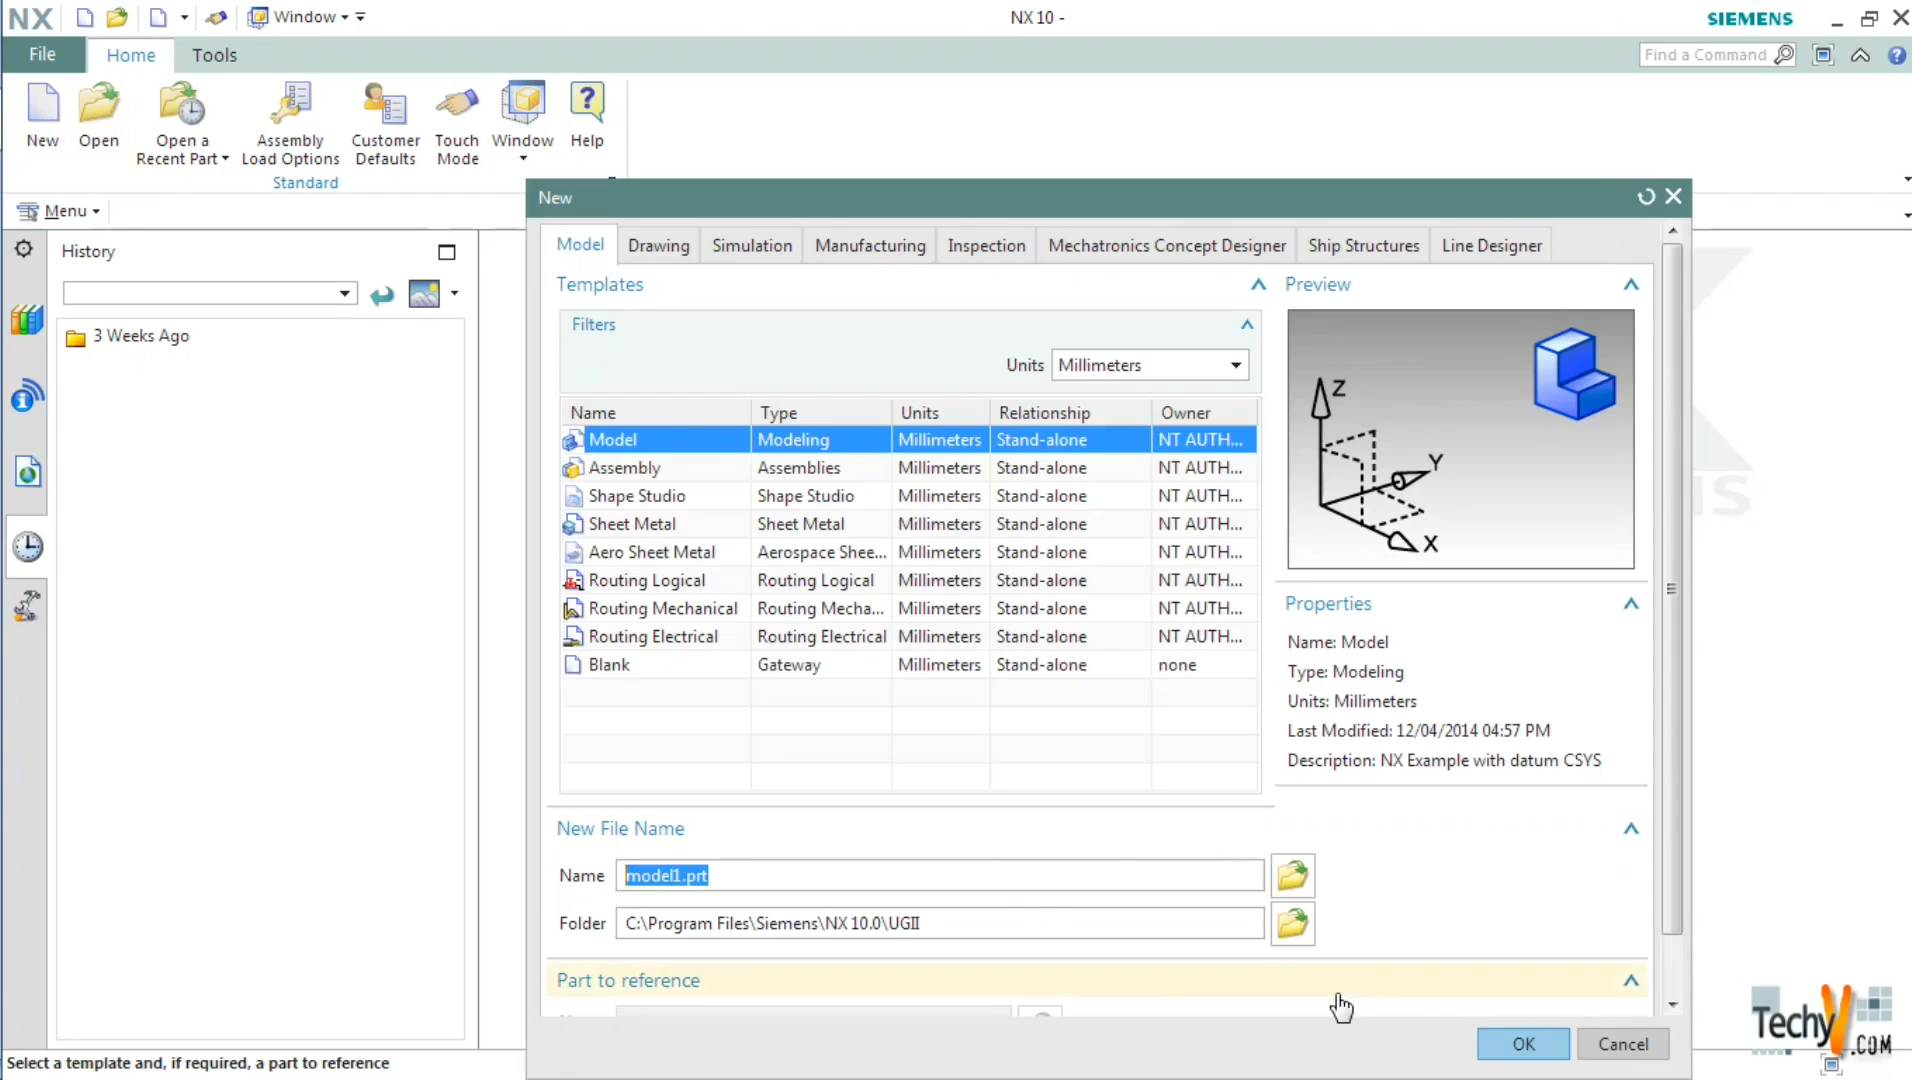 NX Window NX 10 - SIEMENS
File Home Tools Find a Command
New Open Open a Recent Part Assembly Load Options Customer Defaults Touch Mode Window Help
Standard
Menu
History
3 Weeks Ago
New
Model Drawing Simulation Manufacturing Inspection Mechatronics Concept Designer Ship Structures Line Designer
Templates
Filters
Units Millimeters
Name Type Units Relationship Owner
Model Modeling Millimeters Stand-alone NT AUTH...
Assembly Assemblies Millimeters Stand-alone NT AUTH...
Shape Studio Shape Studio Millimeters Stand-alone NT AUTH...
Sheet Metal Sheet Metal Millimeters Stand-alone NT AUTH...
Aero Sheet Metal Aerospace Shee... Millimeters Stand-alone NT AUTH...
Routing Logical Routing Logical Millimeters Stand-alone NT AUTH...
Routing Mechanical Routing Mecha... Millimeters Stand-alone NT AUTH...
Routing Electrical Routing Electrical Millimeters Stand-alone NT AUTH...
Blank Gateway Millimeters Stand-alone none
Preview
Z
Y
X
Properties
Name: Model
Type: Modeling
Units: Millimeters
Last Modified: 12/04/2014 04:57 PM
Description: NX Example with datum CSYS
New File Name
Name model1.prt
Folder C:\Program Files\Siemens\NX 10.0\UGII
Part to reference
OK Cancel
Select a template and, if required, a part to reference
TechyV.COM